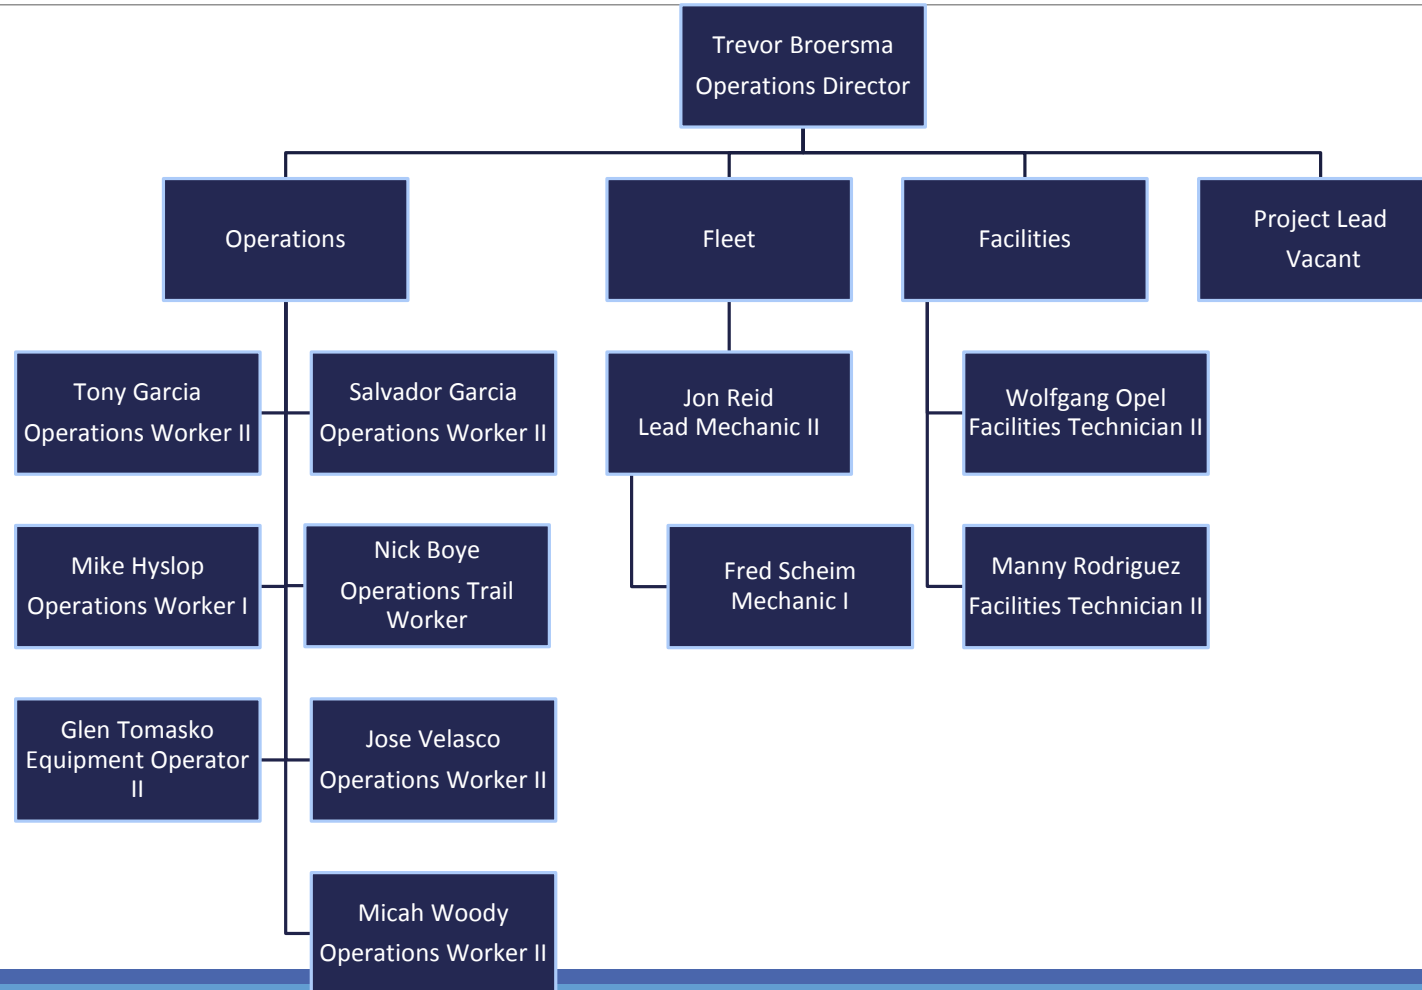 Trevor Broersma
Operations Director
Operations
Fleet
Facilities
Project Lead
Vacant
Tony Garcia
Operations Worker II
Salvador Garcia
Operations Worker II
Jon Reid
Lead Mechanic II
Wolfgang Opel
Facilities Technician II
Mike Hyslop
Operations Worker I
Nick Boye
Operations Trail
Worker
Fred Scheim
Mechanic I
Manny Rodriguez
Facilities Technician II
Glen Tomasko
Equipment Operator
II
Jose Velasco
Operations Worker II
Micah Woody
Operations Worker II